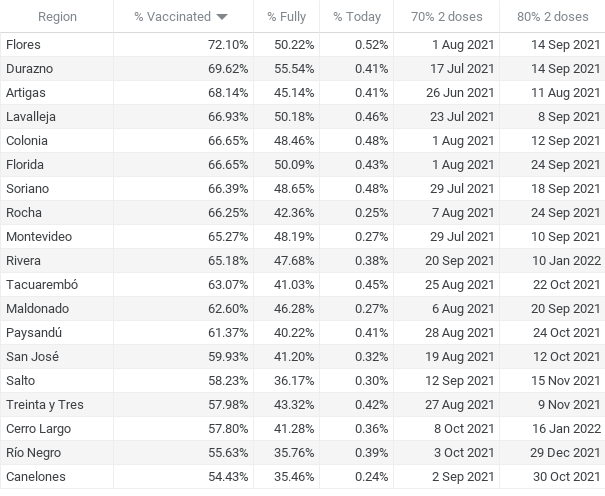 Region % Vaccinated % Fully % Today 70% 2 doses 80% 2 doses
Flores 72.10% 50.22% 0.52% 1 Aug 2021 14 Sep 2021
Durazno 69.62% 55.54% 0.41% 17 Jul 2021 14 Sep 2021
Artigas 68.14% 45.14% 0.41% 26 Jun 2021 11 Aug 2021
Lavalleja 66.93% 50.18% 0.46% 23 Jul 2021 8 Sep 2021
Colonia 66.65% 48.46% 0.48% 1 Aug 2021 12 Sep 2021
Florida 66.65% 50.09% 0.43% 1 Aug 2021 24 Sep 2021
Soriano 66.39% 48.65% 0.48% 29 Jul 2021 18 Sep 2021
Rocha 66.25% 42.36% 0.25% 7 Aug 2021 24 Sep 2021
Montevideo 65.27% 48.19% 0.27% 29 Jul 2021 10 Sep 2021
Rivera 65.18% 47.68% 0.38% 20 Sep 2021 10 Jan 2022
Tacuarembó 63.07% 41.03% 0.45% 25 Aug 2021 22 Oct 2021
Maldonado 62.60% 46.28% 0.27% 6 Aug 2021 20 Sep 2021
Paysandú 61.37% 40.22% 0.41% 28 Aug 2021 24 Oct 2021
San José 59.93% 41.20% 0.32% 19 Aug 2021 12 Oct 2021
Salto 58.23% 36.17% 0.30% 12 Sep 2021 15 Nov 2021
Treinta y Tres 57.98% 43.32% 0.42% 27 Aug 2021 9 Nov 2021
Cerro Largo 57.80% 41.28% 0.36% 8 Oct 2021 16 Jan 2022
Río Negro 55.63% 35.76% 0.39% 3 Oct 2021 29 Dec 2021
Canelones 54.43% 35.46% 0.24% 2 Sep 2021 30 Oct 2021